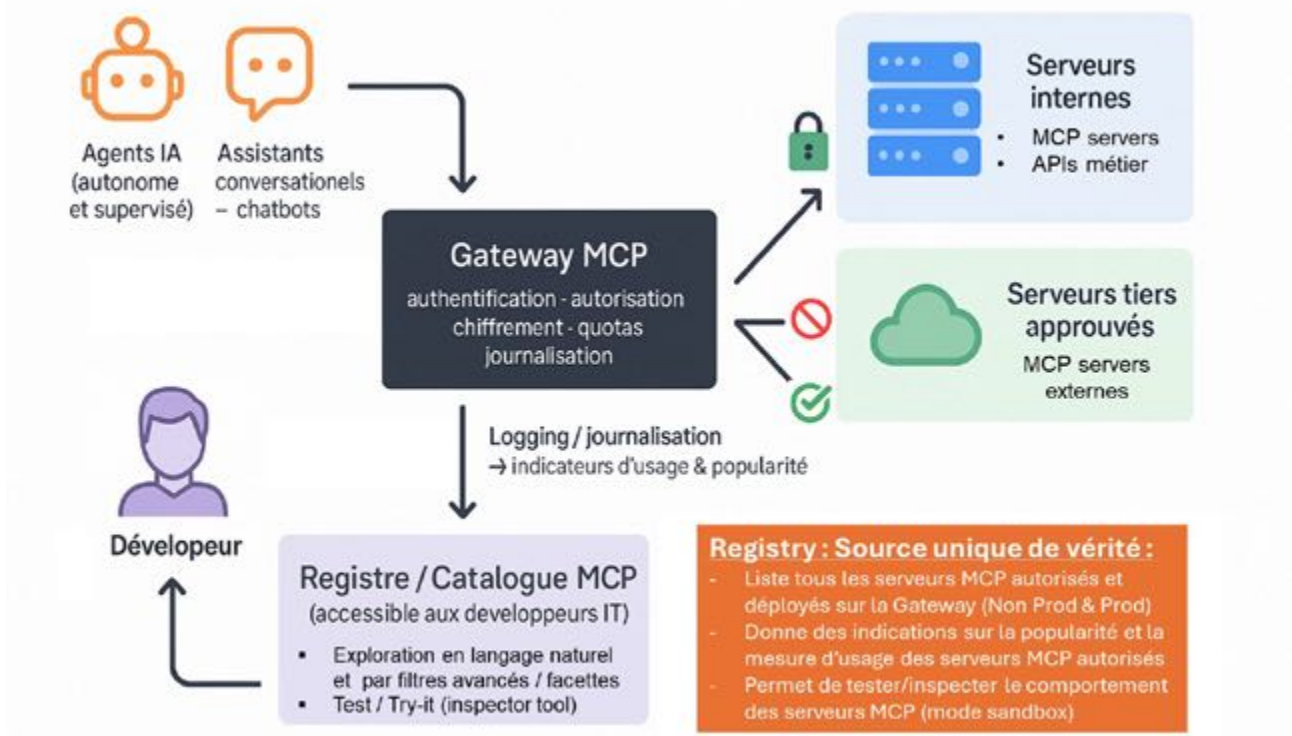 Agents IA
(autonome
et supervisé)
Assistants
conversationels
– chatbots
Gateway MCP
authentification - autorisation
chiffrement - quotas
journalisation
Serveurs
internes
• MCP servers
• APIs métier
Serveurs tiers
approuvés
MCP servers
externes
Logging / journalisation
→ indicateurs d'usage & popularité
Dévelopeur
Registre / Catalogue MCP
(accessible aux developpeurs IT)
▪ Exploration en langage naturel
et par filtres avancés / facettes
▪ Test / Try-it (inspector tool)
Registry : Source unique de vérité :
- Liste tous les serveurs MCP autorisés et
déployés sur la Gateway (Non Prod & Prod)
- Donne des indications sur la popularité et la
mesure d'usage des serveurs MCP autorisés
- Permet de tester/inspecter le comportement
des serveurs MCP (mode sandbox)